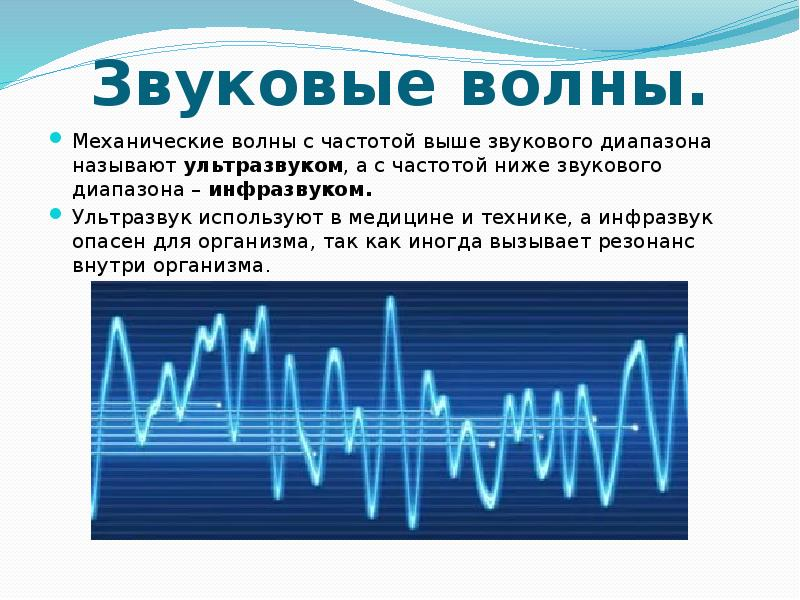 Звуковые волны.
Механические волны с частотой выше звукового диапазона
называют ультразвуком, а с частотой ниже звукового
диапазона – инфразвуком.
Ультразвук используют в медицине и технике, а инфразвук
опасен для организма, так как иногда вызывает резонанс
внутри организма.